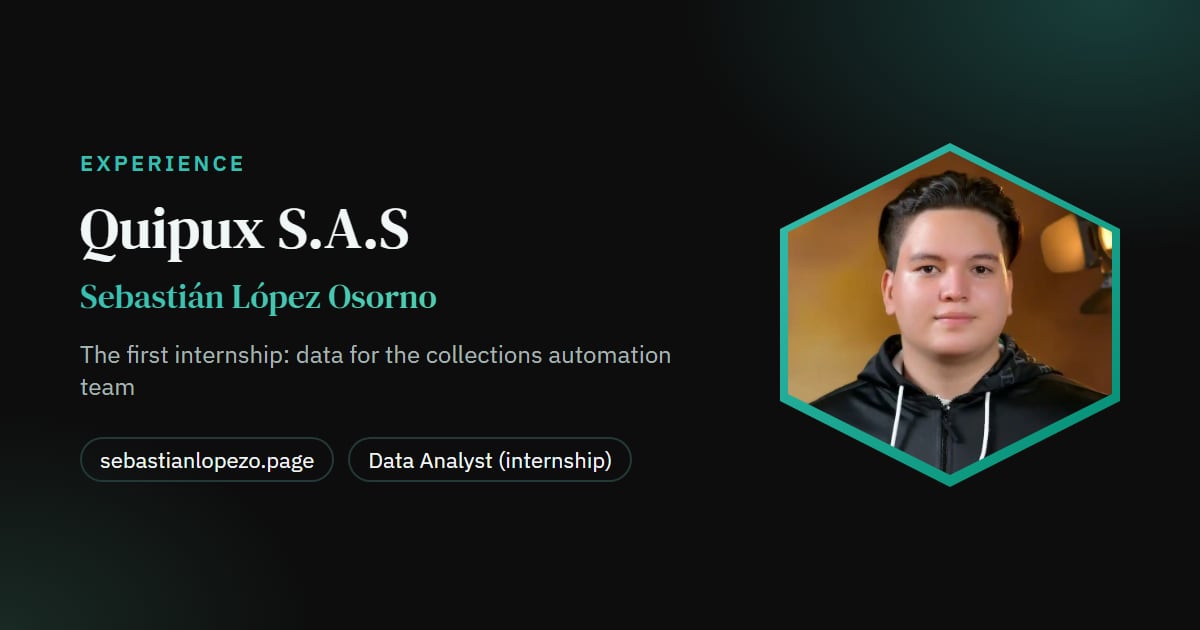 EXPERIENCE
Quipux S.A.S
Sebastián López Osorno
The first internship: data for the collections automation
team
sebastianlopezo.page
Data Analyst (internship)